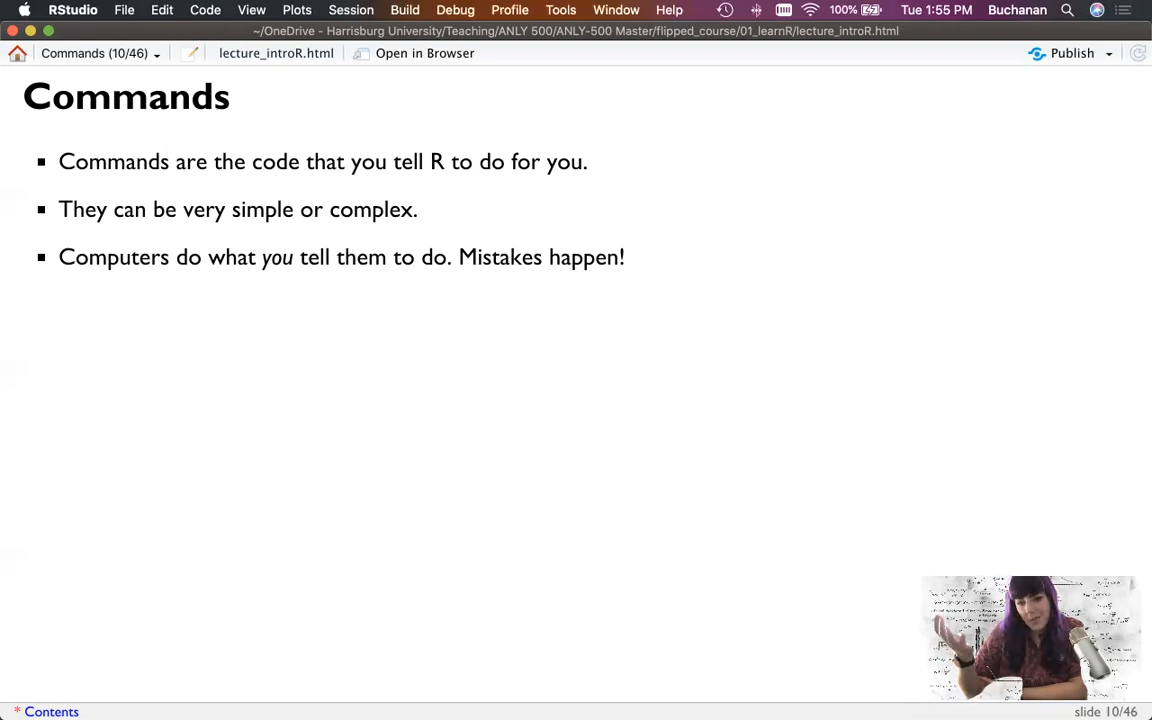 RStudio File Edit Code View Plots Session Build Debug Profile Tools Window Help 100% Tue 1:55 PM Buchanan
~/OneDrive - Harrisburg University/Teaching/ANLY 500/ANLY-500 Master/flipped_course/01_learnR/lecture_introR.html
Commands (10/46) lecture_introR.html Open in Browser Publish
Commands
▪ Commands are the code that you tell R to do for you.
▪ They can be very simple or complex.
▪ Computers do what you tell them to do. Mistakes happen!
* Contents slide 10/46